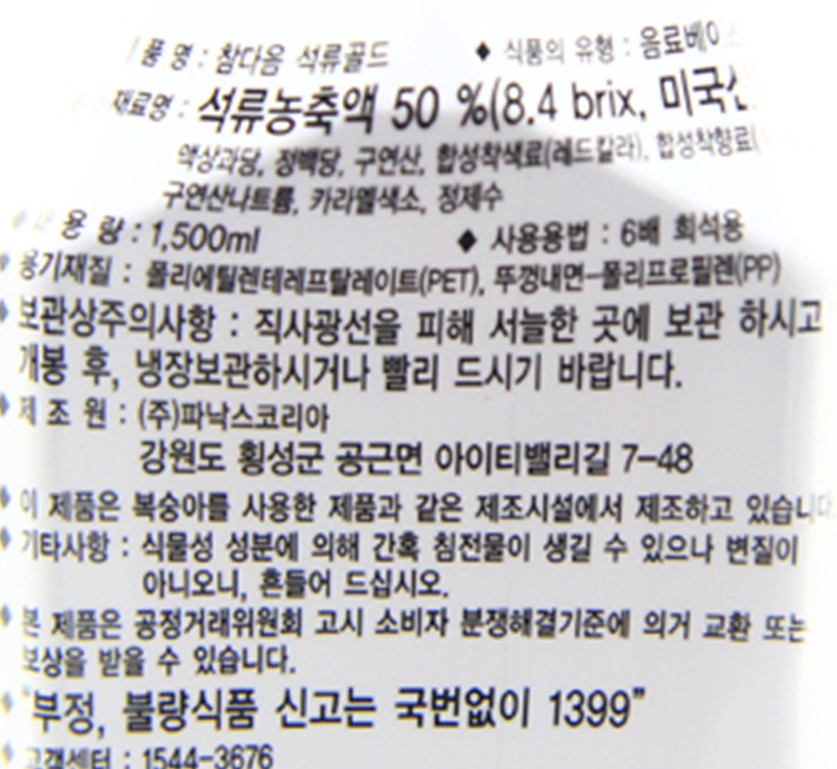 품 명 : 참다움 석류골드 ◆ 식품의 유형 : 음료베이스
재료명 : 석류농축액 50 %(8.4 brix, 미국산
액상과당, 정백당, 구연산, 합성착색료(레드칼라), 합성착향료(
구연산나트륨, 카라멜색소, 정제수
용 량 : 1,500ml ◆ 사용용법 : 6배 희석용
◆ 용기재질 : 폴리에틸렌테레프탈레이트(PET), 뚜껑내면-폴리프로필렌(PP)
◆ 보관상주의사항 : 직사광선을 피해 서늘한 곳에 보관 하시고
개봉 후, 냉장보관하시거나 빨리 드시기 바랍니다.
◆ 제 조 원 : (주)파낙스코리아
강원도 횡성군 공근면 아이티밸리길 7-48
◆ 이 제품은 복숭아를 사용한 제품과 같은 제조시설에서 제조하고 있습니다.
◆ 기타사항 : 식물성 성분에 의해 간혹 침전물이 생길 수 있으나 변질이
아니오니, 흔들어 드십시오.
◆ 본 제품은 공정거래위원회 고시 소비자 분쟁해결기준에 의거 교환 또는
보상을 받을 수 있습니다.
◆ "부정, 불량식품 신고는 국번없이 1399"
◆ 고객센터 : 1544-3676